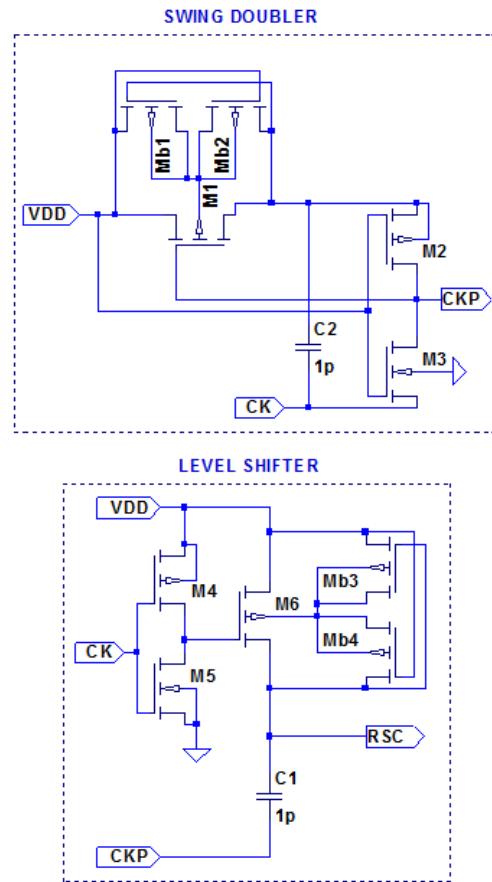 SWING DOUBLER
Mb1
Mb2
M1
VDD
M2
CKP
C2
1p
M3
CK
LEVEL SHIFTER
VDD
Mb3
M4
M6
Mb4
CK
M5
RSC
C1
1p
CKP